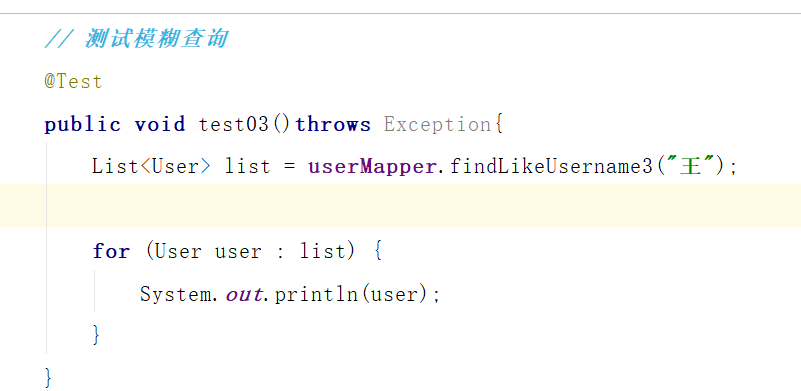 // 测试模糊查询
@Test
public void test03()throws Exception{
List<User> list = userMapper.findLikeUsername3("王");
for (User user : list) {
System.out.println(user);
}
}